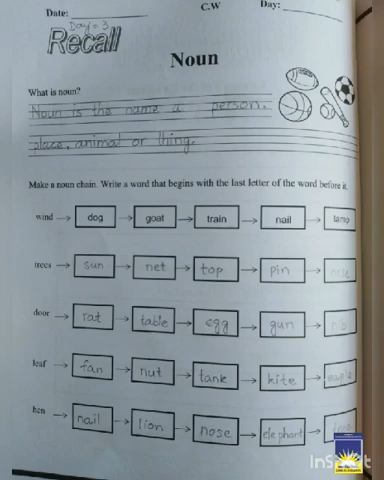 Date: C.W Day:
Day = 3
Recall
Noun
What is noun?
Noun is the name a person.
place, animal or thing.
Make a noun chain. Write a word that begins with the last letter of the word before it.
wind dog goat train nail lamp
trees sun net top pin
door rat table egg gun nib
leaf fan nut tank kite
hen nail lion nose elephant